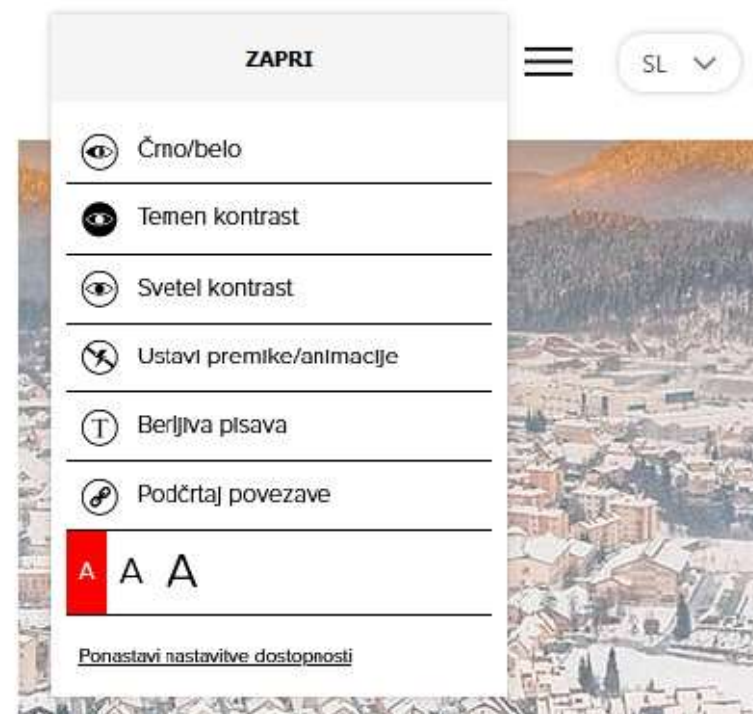 ZAPRI
SL
Črno/belo
Temen kontrast
Svetel kontrast
Ustavi premike/animacije
T Berljiva pisava
Podčrtaj povezave
A A A
Ponastavi nastavitve dostopnosti